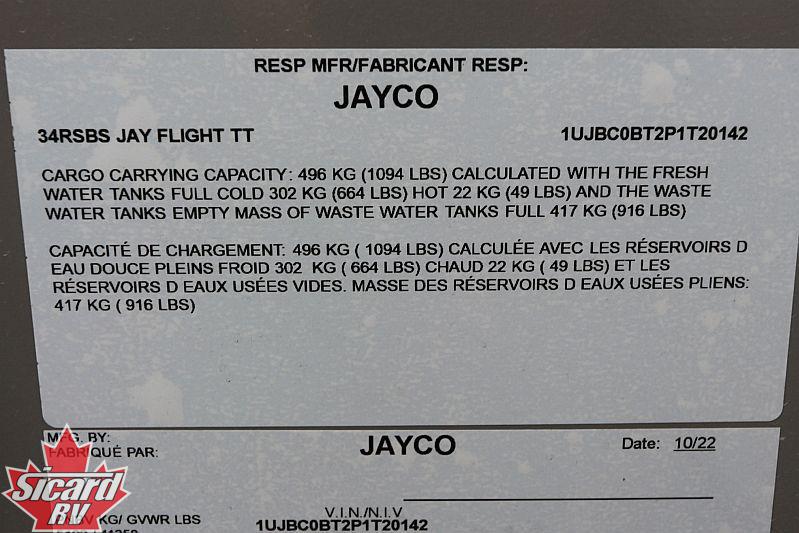 RESP MFR/FABRICANT RESP:
JAYCO
34RSBS JAY FLIGHT TT 1UJBC0BT2P1T20142
CARGO CARRYING CAPACITY: 496 KG (1094 LBS) CALCULATED WITH THE FRESH
WATER TANKS FULL COLD 302 KG (664 LBS) HOT 22 KG (49 LBS) AND THE WASTE
WATER TANKS EMPTY MASS OF WASTE WATER TANKS FULL 417 KG (916 LBS)
CAPACITÉ DE CHARGEMENT: 496 KG ( 1094 LBS) CALCULÉE AVEC LES RÉSERVOIRS D
EAU DOUCE PLEINS FROID 302 KG ( 664 LBS) CHAUD 22 KG ( 49 LBS) ET LES
RÉSERVOIRS D EAUX USÉES VIDES. MASSE DES RÉSERVOIRS D EAUX USÉES PLIENS:
417 KG ( 916 LBS)
MFG. BY: JAYCO Date: 10/22
FABRIQUÉ PAR:
V.I.N./N.I.V
KG/ GVWR LBS 1UJBC0BT2P1T20142
Sicard
RV